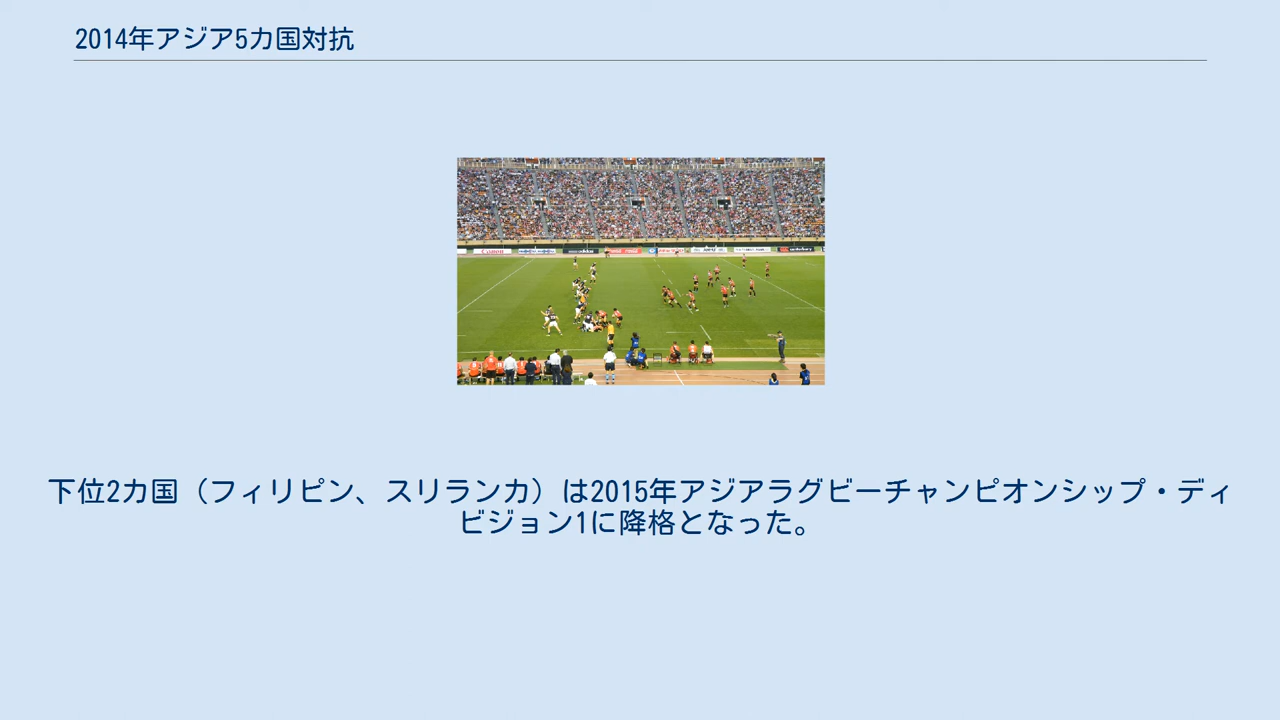 2014年アジア5カ国対抗
下位2カ国（フィリピン、スリランカ）は2015年アジアラグビーチャンピオンシップ・ディ
ビジョン1に降格となった。